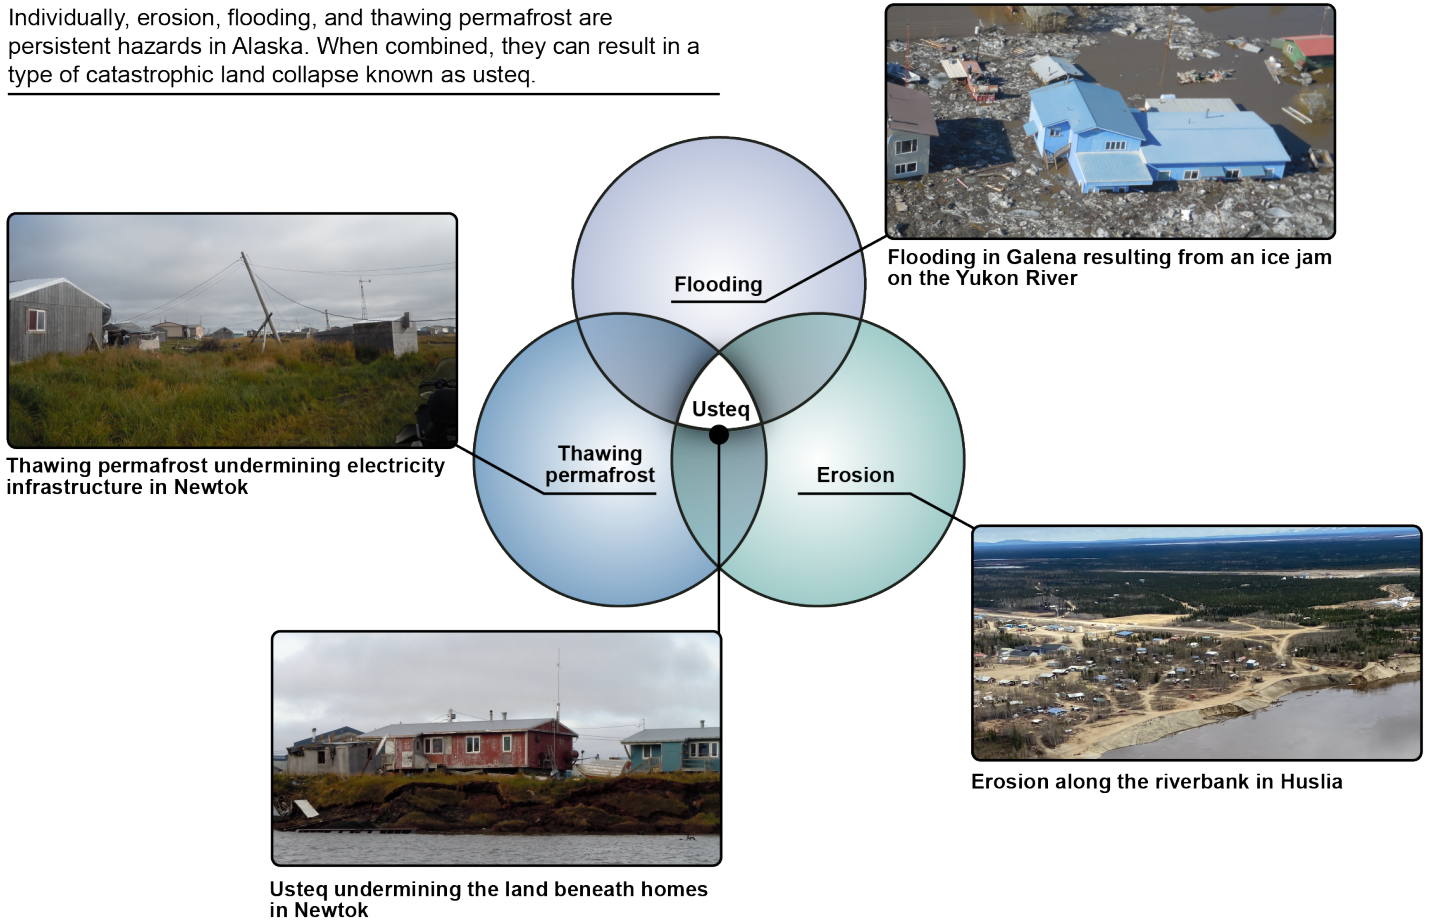 Individually, erosion, flooding, and thawing permafrost are
persistent hazards in Alaska. When combined, they can result in a
type of catastrophic land collapse known as usteq.
Flooding in Galena resulting from an ice jam
on the Yukon River
Flooding
Thawing permafrost undermining electricity
infrastructure in Newtok
Usteq
Thawing
permafrost
Erosion
Erosion along the riverbank in Huslia
Usteq undermining the land beneath homes
in Newtok